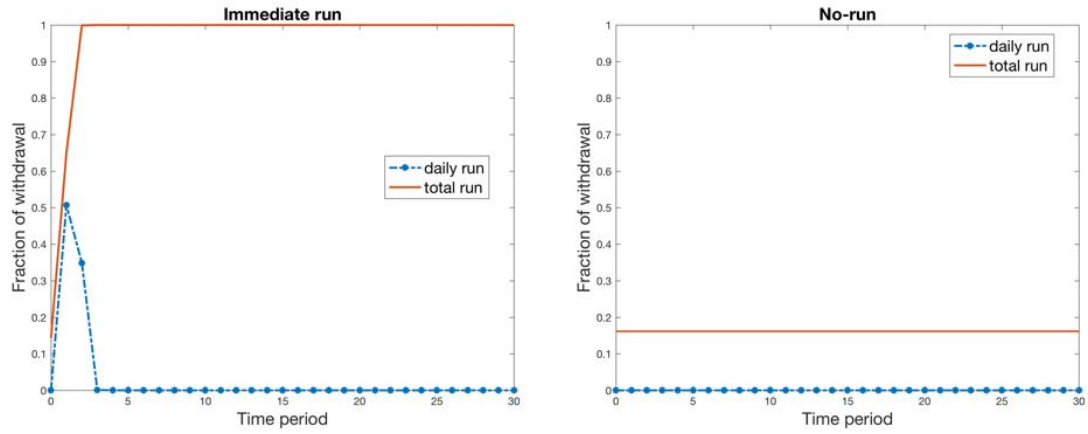 Immediate run
1
0.9
0.8
0.7
0.6
0.5
0.4
0.3
0.2
0.1
0
Fraction of withdrawal
daily run
total run
0 5 10 15 20 25 30
Time period
No-run
1
0.9
0.8
0.7
0.6
0.5
0.4
0.3
0.2
0.1
0
Fraction of withdrawal
daily run
total run
0 5 10 15 20 25 30
Time period